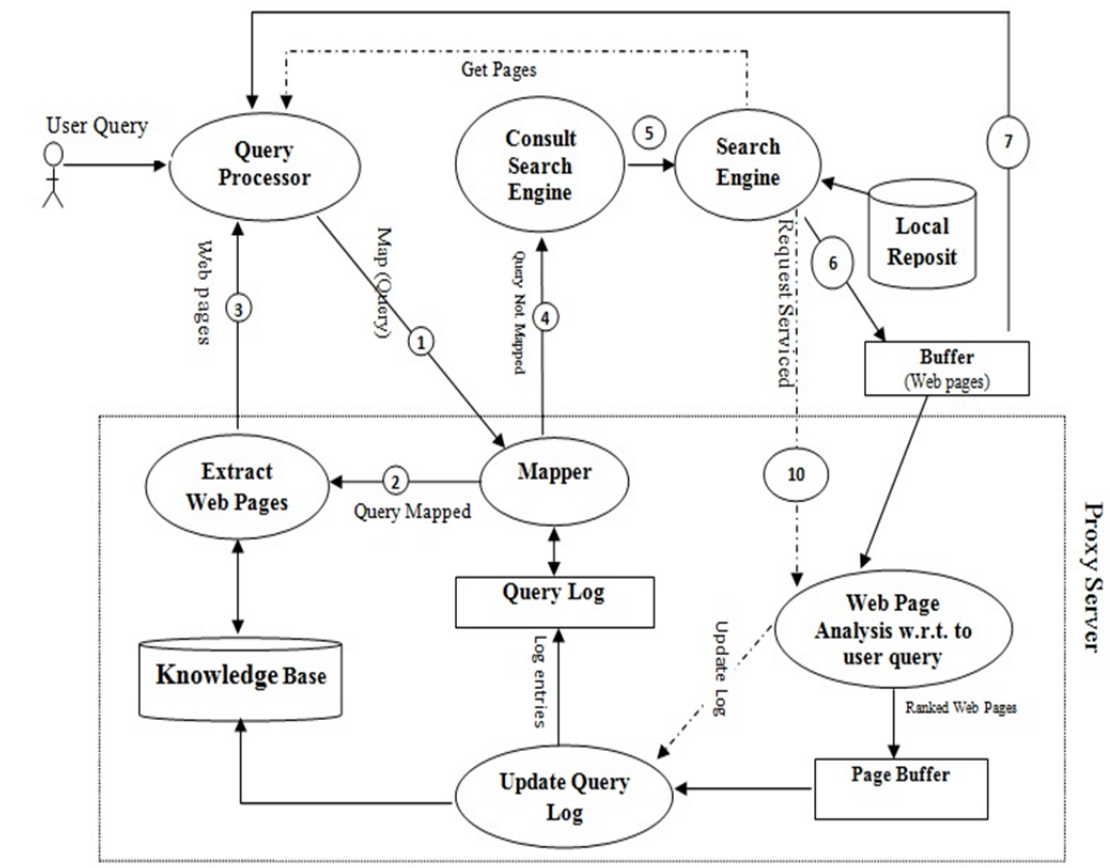 Get Pages
7
User Query
Query
Processor
Consult
Search
Engine
5
Search
Engine
Local
Reposit
Web pages
3
Map (Query)
1
Query Not Mapped
4
Request Serviced
6
Buffer
(Web pages)
Extract
Web Pages
2
Query Mapped
Mapper
10
Proxy Server
Query Log
Web Page
Analysis w.r.t. to
user query
Knowledge Base
Log entries
Update Log
Ranked Web Pages
Update Query
Log
Page Buffer